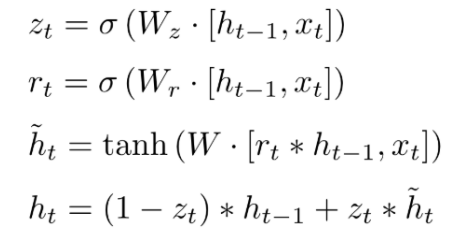 z_t = σ (W_z · [h_{t−1}, x_t])
r_t = σ (W_r · [h_{t−1}, x_t])
h̃_t = tanh (W · [r_t * h_{t−1}, x_t])
h_t = (1 − z_t) * h_{t−1} + z_t * h̃_t